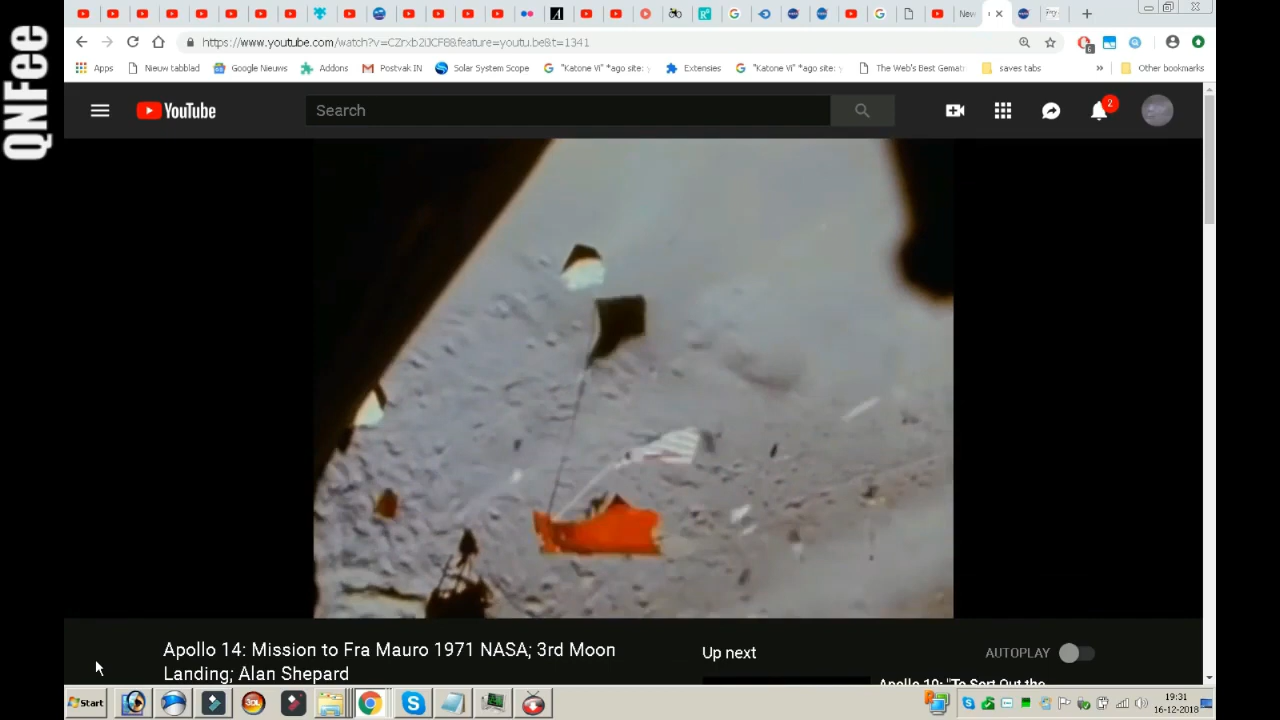 QNFee
https://www.youtube.com/watch?v=CZrxb2iJCF8&feature=youtu.be&t=1341
Apps
Nieuw tabblad
Google Nieuws
Addons
Postvak IN
Solar System Scope
"Katone Vi" *ago site:
Extensies
"Katone Vi" *ago site:
The Web's Best Gemat
saves tabs
»
Other bookmarks
YouTube
Search
2
Apollo 14: Mission to Fra Mauro 1971 NASA; 3rd Moon
Landing; Alan Shepard
Up next
AUTOPLAY
Start
19:31
16-12-2018